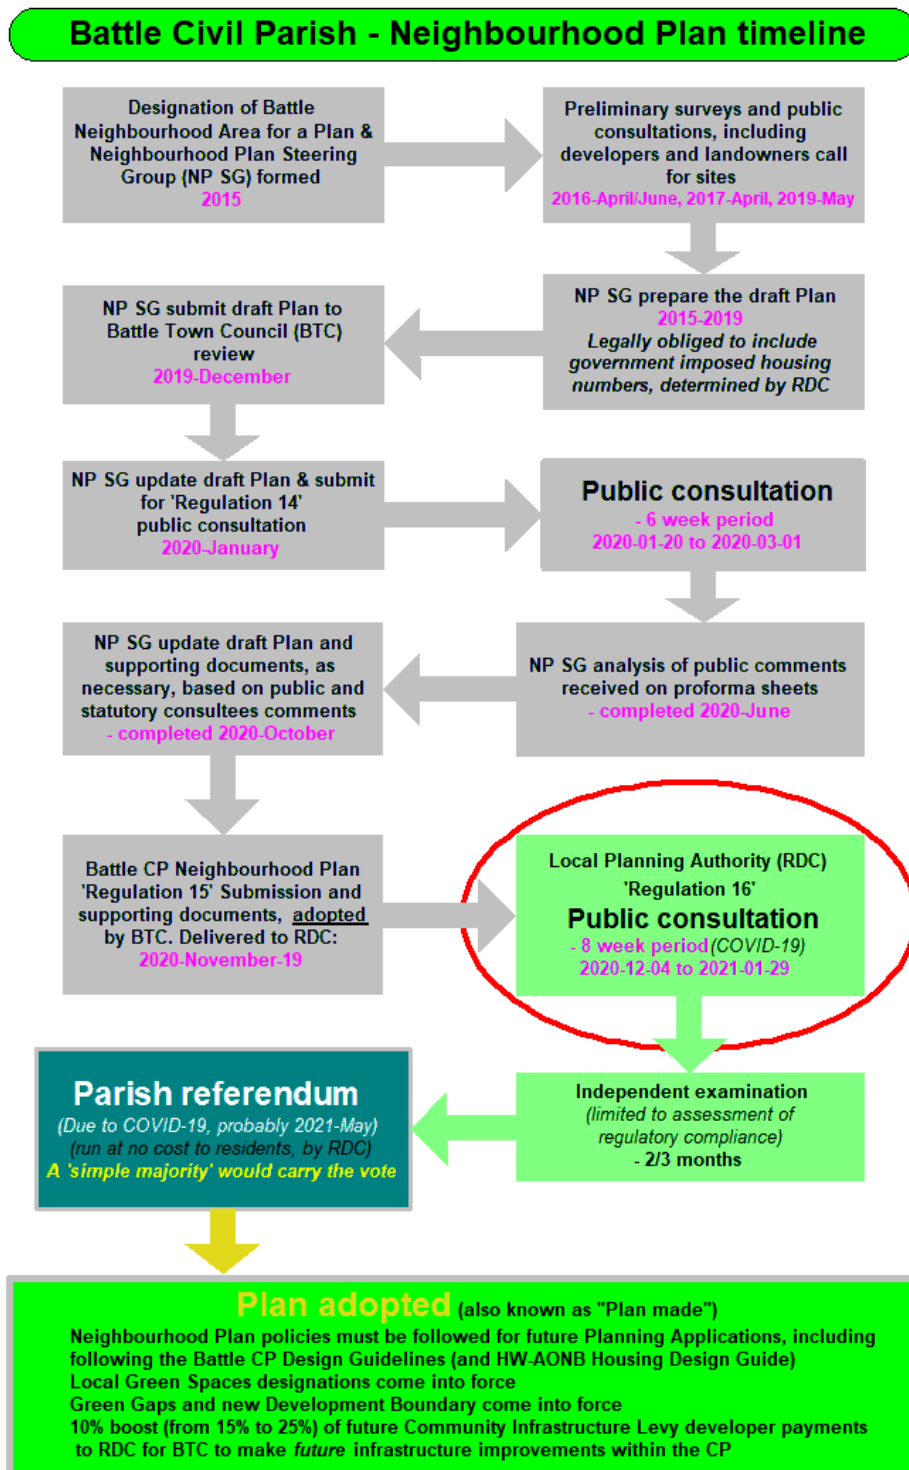 Battle Civil Parish - Neighbourhood Plan timeline
Designation of Battle
Neighbourhood Area for a Plan &
Neighbourhood Plan Steering
Group (NP SG) formed
2015
Preliminary surveys and public
consultations, including
developers and landowners call
for sites
2016-April/June, 2017-April, 2019-May
NP SG prepare the draft Plan
2015-2019
Legally obliged to include
government imposed housing
numbers, determined by RDC
NP SG submit draft Plan to
Battle Town Council (BTC)
review
2019-December
NP SG update draft Plan & submit
for 'Regulation 14'
public consultation
2020-January
Public consultation
- 6 week period
2020-01-20 to 2020-03-01
NP SG analysis of public comments
received on proforma sheets
- completed 2020-June
NP SG update draft Plan and
supporting documents, as
necessary, based on public and
statutory consultees comments
- completed 2020-October
Battle CP Neighbourhood Plan
'Regulation 15' Submission and
supporting documents, adopted
by BTC. Delivered to RDC:
2020-November-19
Local Planning Authority (RDC)
'Regulation 16'
Public consultation
- 8 week period (COVID-19)
2020-12-04 to 2021-01-29
Independent examination
(limited to assessment of
regulatory compliance)
- 2/3 months
Parish referendum
(Due to COVID-19, probably 2021-May)
(run at no cost to residents, by RDC)
A 'simple majority' would carry the vote
Plan adopted (also known as "Plan made")
Neighbourhood Plan policies must be followed for future Planning Applications, including
following the Battle CP Design Guidelines (and HW-AONB Housing Design Guide)
Local Green Spaces designations come into force
Green Gaps and new Development Boundary come into force
10% boost (from 15% to 25%) of future Community Infrastructure Levy developer payments
to RDC for BTC to make future infrastructure improvements within the CP